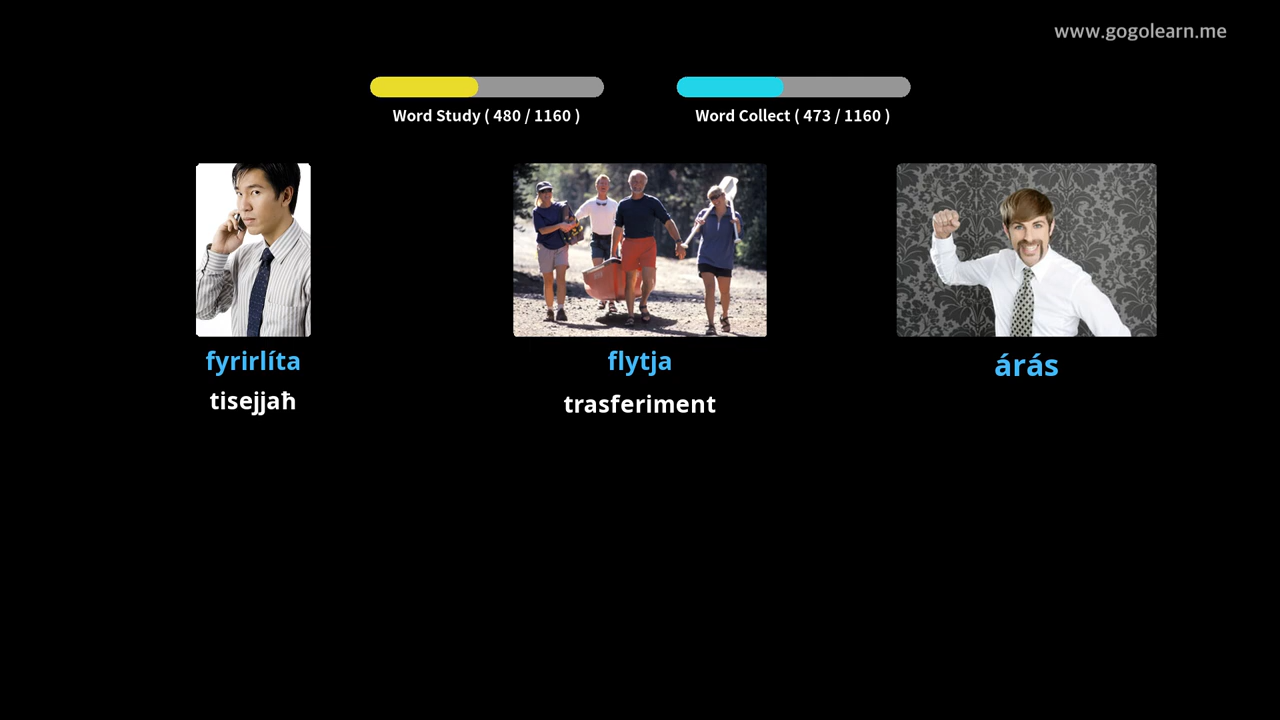 www.gogolearn.me
Word Study ( 480 / 1160 )
Word Collect ( 473 / 1160 )
fyrirlíta
tisejjaħ
flytja
trasferiment
árás